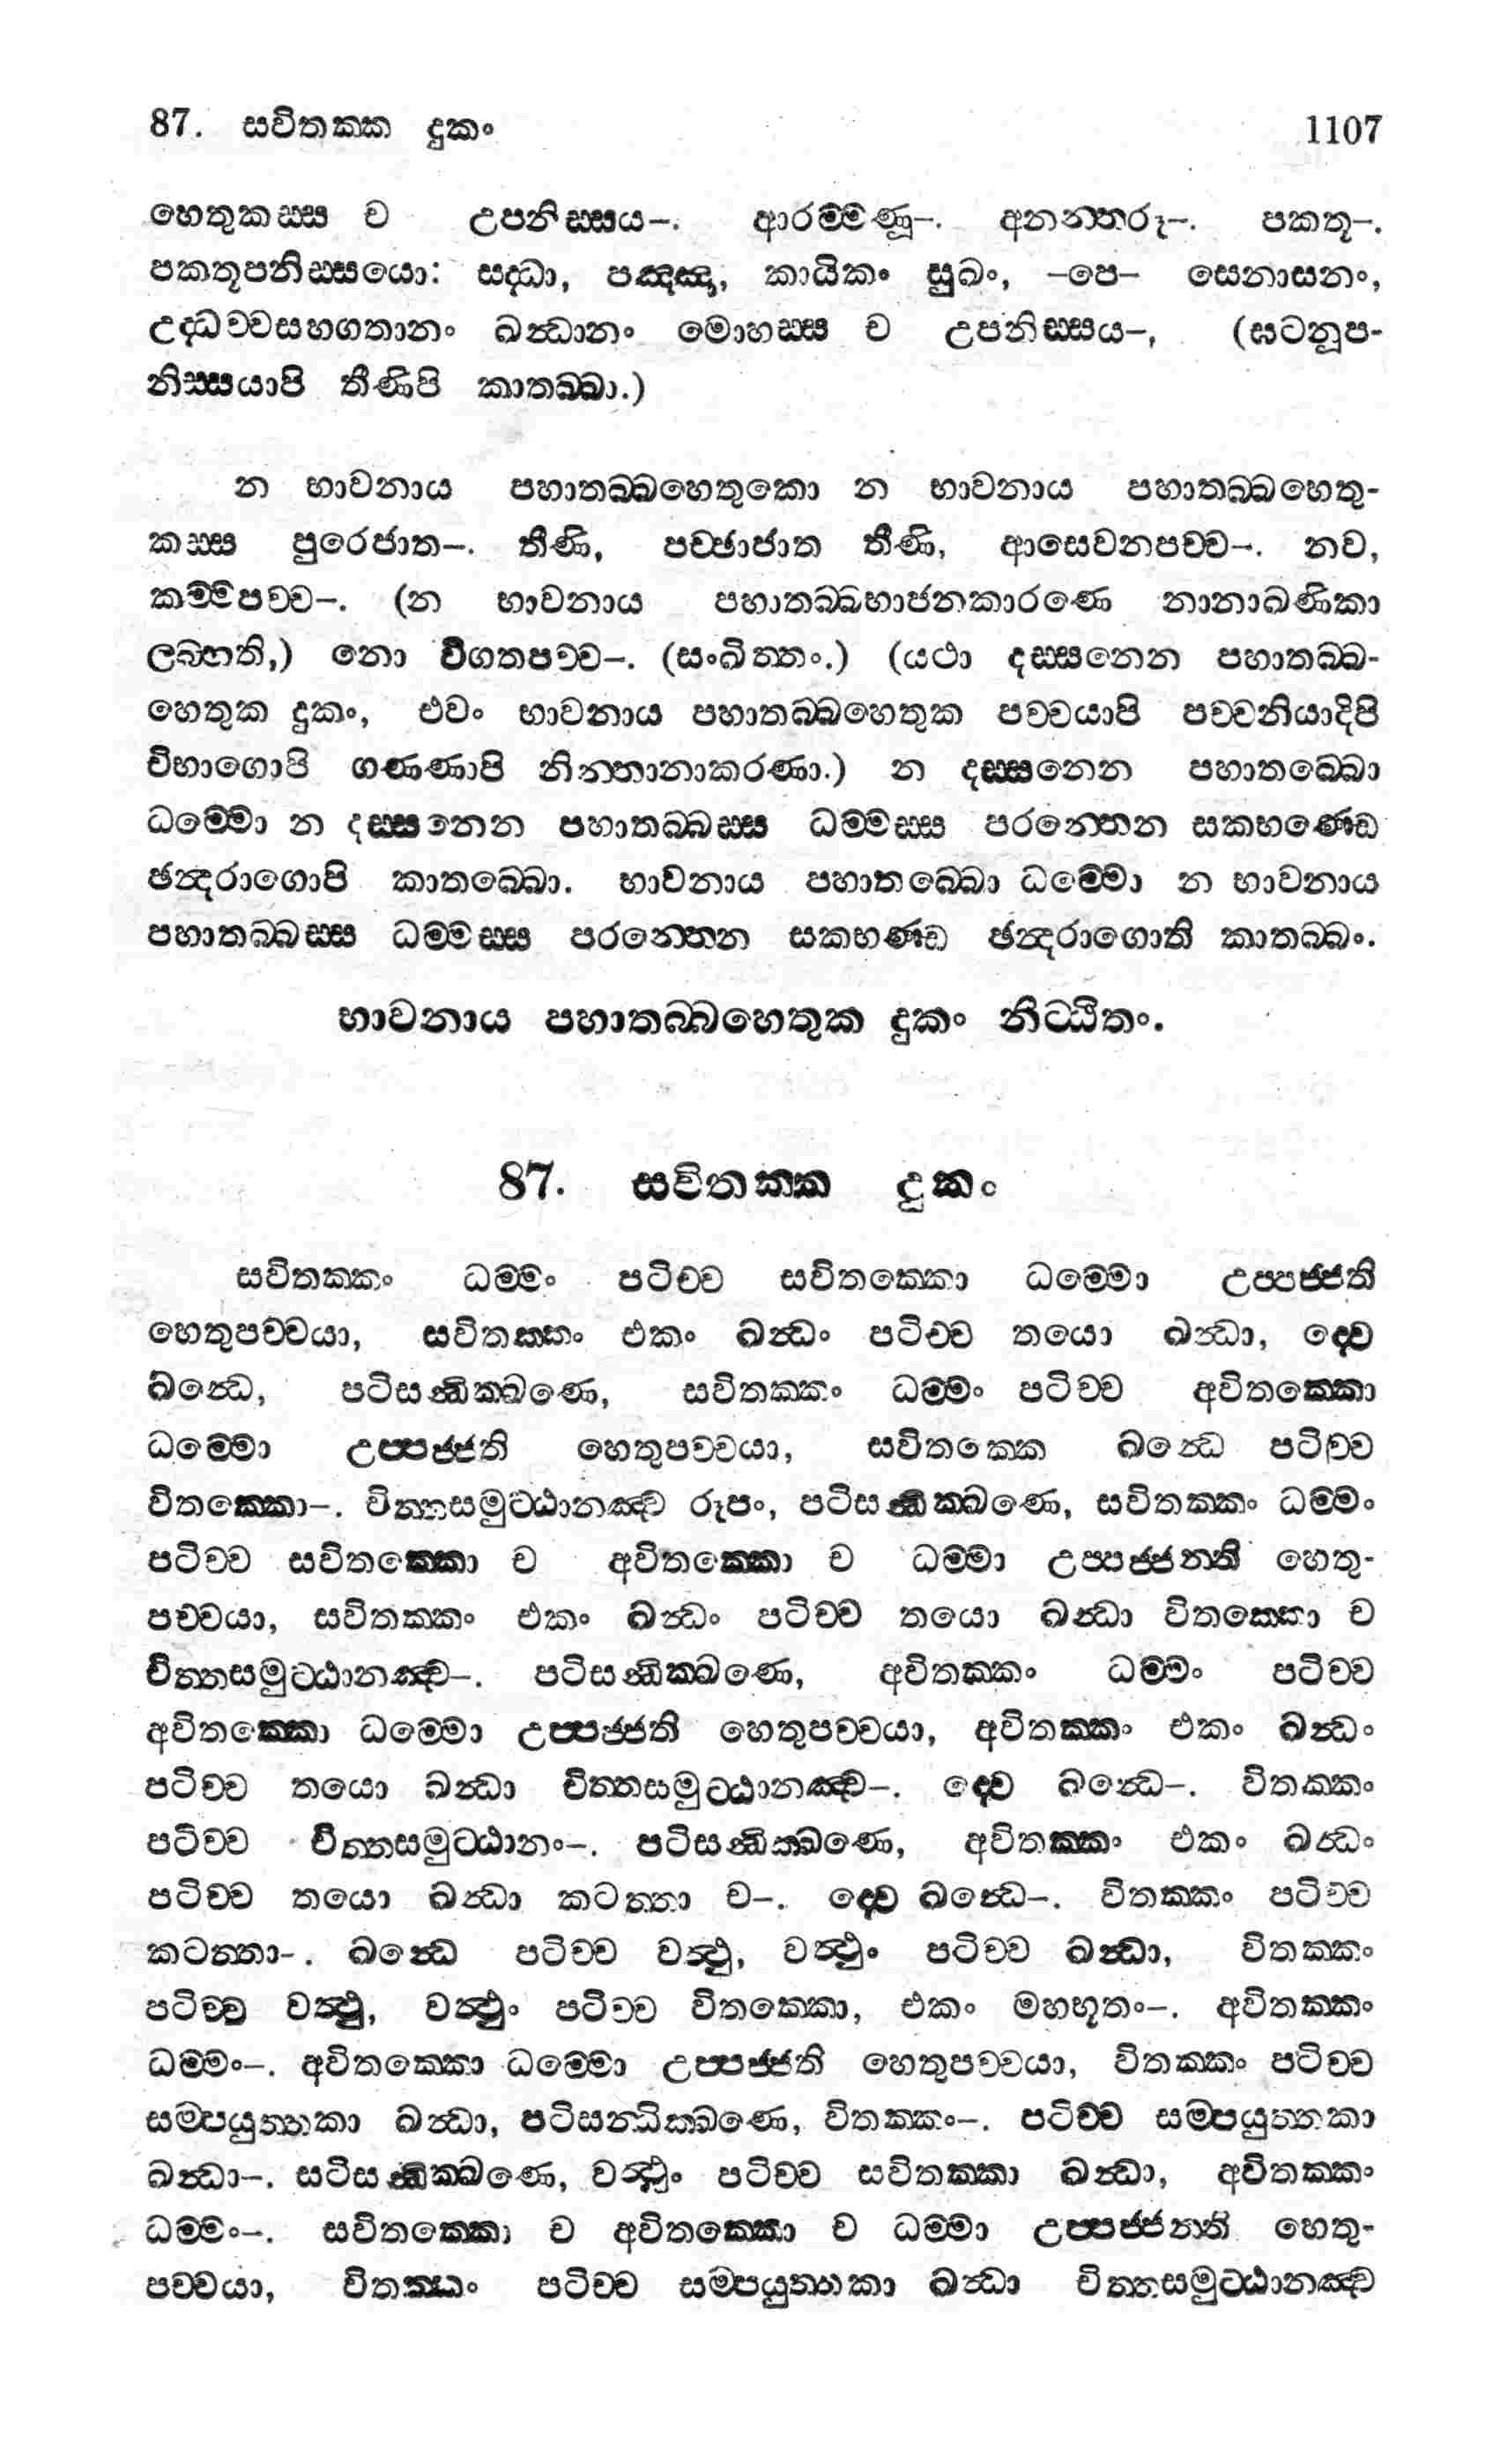 87. සවිතක්ක දුකං 1107
හෙතුකස්ස ච උපනිස්සය–. ආරම්මණූ–. අනන්තරූ–. පකතූ–.
පකතූපනිස්සයො: සද්ධා, පඤ්ඤා, කායිකං සුඛං, –පෙ– සෙනාසනං,
උද්ධච්චසහගතානං ඛන්ධානං මොහස්ස ච උපනිස්සය–, (ඝටනූප-
නිස්සයාපි තීණිපි කාතබ්බා.)
න භාවනාය පහාතබ්බහෙතුකො න භාවනාය පහාතබ්බහෙතු-
කස්ස පුරෙජාත–. තීණි, පච්ඡාජාත තීණි, ආසෙවනපච්ච–. නව,
කම්මපච්ච–. (න භාවනාය පහාතබ්බභාජනකාරණෙ නානාඛණිකා
ලබ්භති,) නො විගතපච්ච–. (සංඛිත්තං.) (යථා දස්සනෙන පහාතබ්බ-
හෙතුක දුකං, එවං භාවනාය පහාතබ්බහෙතුක පච්චයාපි පච්චනියාදිපි
විභාගොපි ගණණාපි නින්නානාකරණා.) න දස්සනෙන පහාතබ්බො
ධම්මො න දස්සනෙන පහාතබ්බස්ස ධම්මස්ස පරන්තෙන සකභණ්ඩෙ
ඡන්දරාගොපි කාතබ්බො. භාවනාය පහාතබ්බො ධම්මො න භාවනාය
පහාතබ්බස්ස ධම්මස්ස පරන්තෙන සකභණ්ඩ ඡන්දරාගොති කාතබ්බං.
භාවනාය පහාතබ්බහෙතුක දුකං නිට්ඨිතං.
87. සවිතක්ක දුකං
සවිතක්කං ධම්මං පටිච්ච සවිතක්කො ධම්මො උප්පජ්ජති
හෙතුපච්චයා, සවිතක්කං එකං ඛන්ධං පටිච්ච තයො ඛන්ධා, ද්වෙ
ඛන්ධෙ, පටිසන්ධික්ඛණෙ, සවිතක්කං ධම්මං පටිච්ච අවිතක්කො
ධම්මො උප්පජ්ජති හෙතුපච්චයා, සවිතක්කෙ ඛන්ධෙ පටිච්ච
විතක්කො–. චිත්තසමුට්ඨානඤ්ච රූපං, පටිසන්ධික්ඛණෙ, සවිතක්කං ධම්මං
පටිච්ච සවිතක්කො ච අවිතක්කො ච ධම්මා උප්පජ්ජන්ති හෙතු-
පච්චයා, සවිතක්කං එකං ඛන්ධං පටිච්ච තයො ඛන්ධා විතක්කො ච
චිත්තසමුට්ඨානඤ්ච–. පටිසන්ධික්ඛණෙ, අවිතක්කං ධම්මං පටිච්ච
අවිතක්කො ධම්මො උප්පජ්ජති හෙතුපච්චයා, අවිතක්කං එකං ඛන්ධං
පටිච්ච තයො ඛන්ධා චිත්තසමුට්ඨානඤ්ච–. ද්වෙ ඛන්ධෙ–. විතක්කං
පටිච්ච චිත්තසමුට්ඨානං–. පටිසන්ධික්ඛණෙ, අවිතක්කං එකං ඛන්ධං
පටිච්ච තයො ඛන්ධා කටත්තා ච–. ද්වෙ ඛන්ධෙ–. විතක්කං පටිච්ච
කටත්තා–. ඛන්ධෙ පටිච්ච වත්ථු, වත්ථුං පටිච්ච ඛන්ධා, විතක්කං
පටිච්ච වත්ථු, වත්ථුං පටිච්ච විතක්කො, එකං මහභූතං–. අවිතක්කං
ධම්මං–. අවිතක්කො ධම්මො උප්පජ්ජති හෙතුපච්චයා, විතක්කං පටිච්ච
සම්පයුත්තකා ඛන්ධා, පටිසන්ධික්ඛණෙ, විතක්කං–. පටිච්ච සම්පයුත්තකා
ඛන්ධා–. සටිසන්ධික්ඛණෙ, වත්ථුං පටිච්ච සවිතක්කා ඛන්ධා, අවිතක්කං
ධම්මං–. සවිතක්කො ච අවිතක්කො ච ධම්මා උප්පජ්ජන්ති හෙතු-
පච්චයා, විතක්කං පටිච්ච සම්පයුත්තකා ඛන්ධා චිත්තසමුට්ඨානඤ්ච